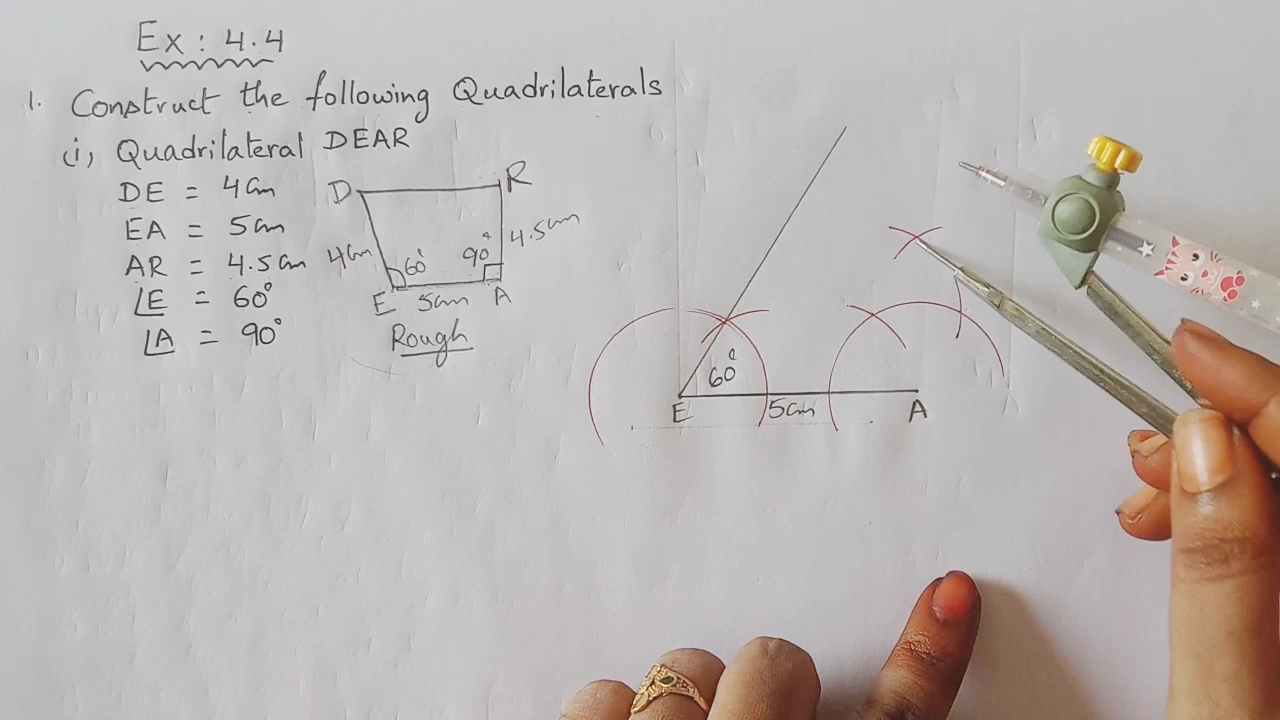 Ex : 4.4
1. Construct the following Quadrilaterals
(i) Quadrilateral DEAR
DE = 4cm
EA = 5cm
AR = 4.5cm
∠E = 60°
∠A = 90°
D R
4cm 60° 90° 4.5cm
E 5cm A
Rough
60°
E 5cm A